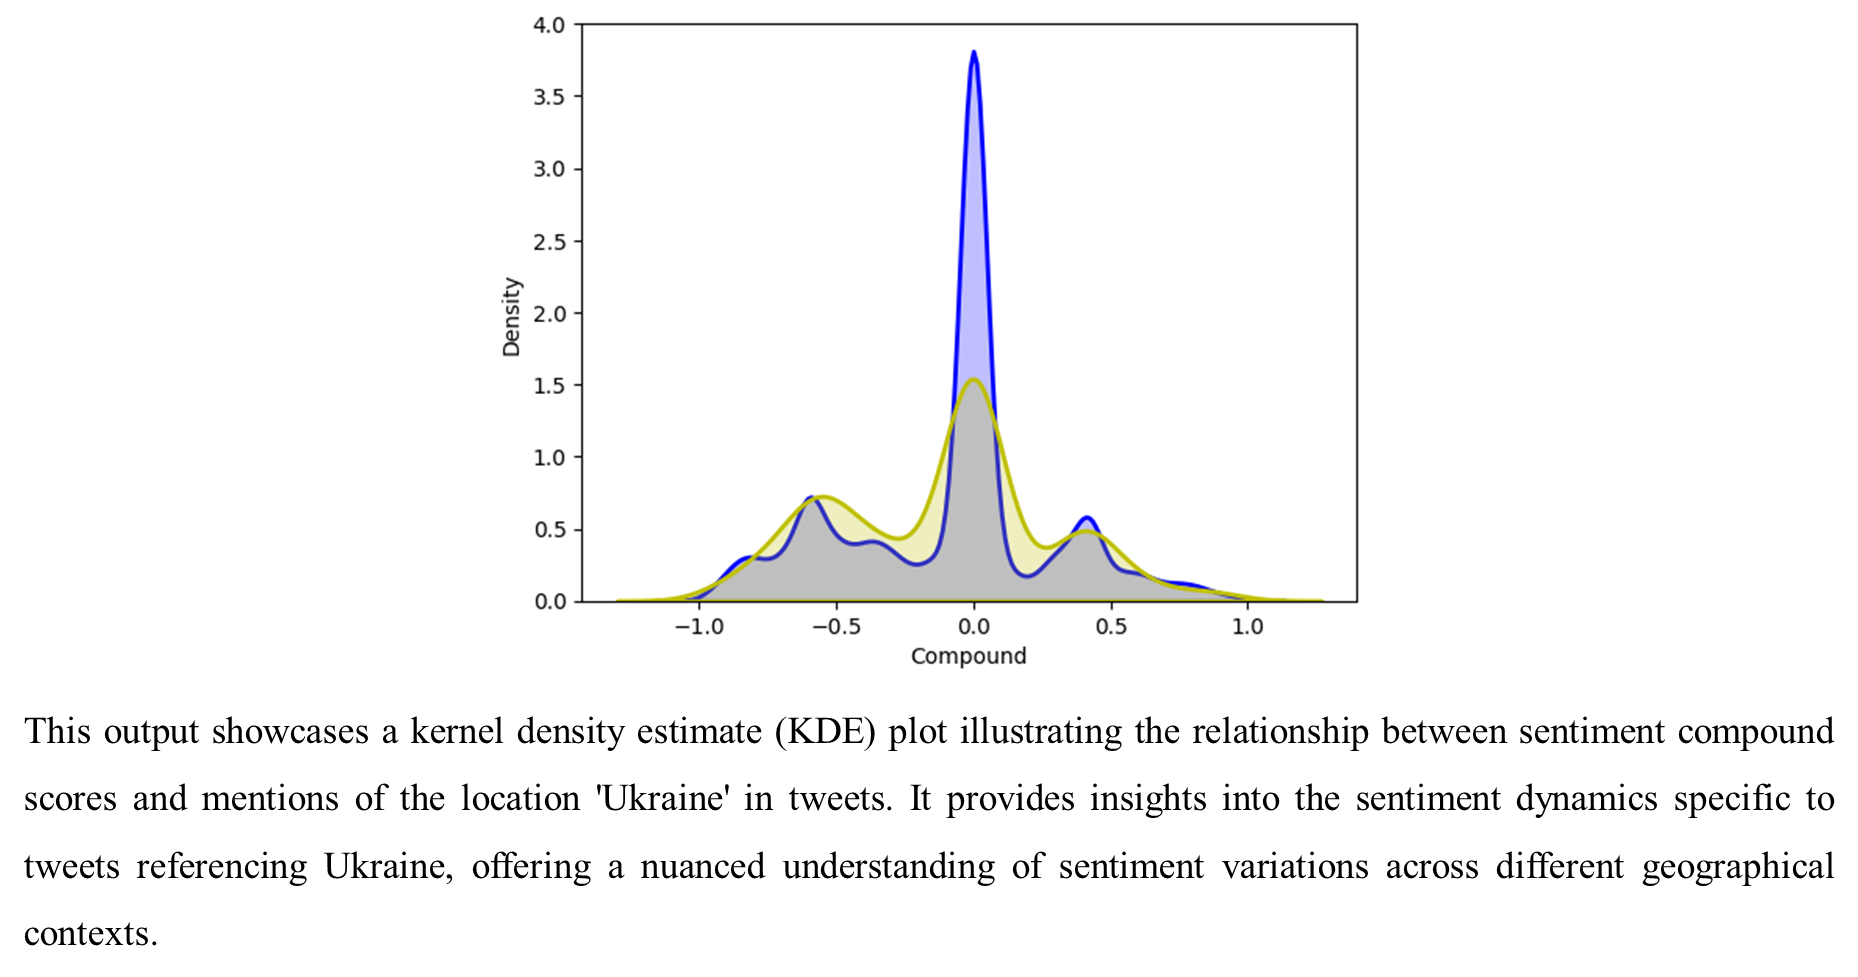 4.0
3.5
3.0
2.5
2.0
1.5
1.0
0.5
0.0
Density
−1.0 −0.5 0.0 0.5 1.0
Compound
This output showcases a kernel density estimate (KDE) plot illustrating the relationship between sentiment compound
scores and mentions of the location 'Ukraine' in tweets. It provides insights into the sentiment dynamics specific to
tweets referencing Ukraine, offering a nuanced understanding of sentiment variations across different geographical
contexts.